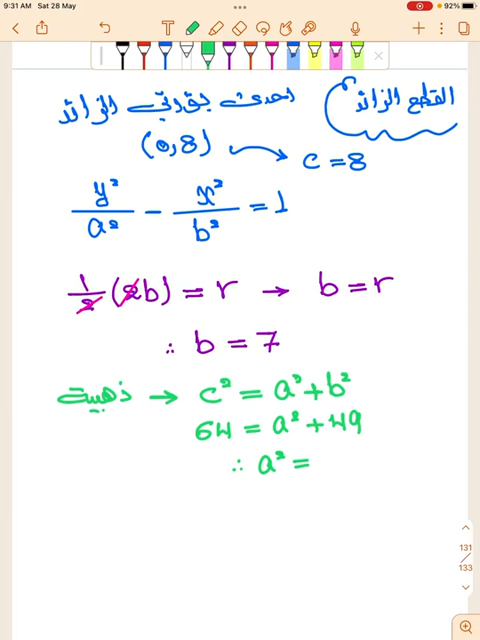 9:31 AM Sat 28 May
92%
القطع الزائد
احدى بؤرتي الزائد
(0,8) → c = 8
y²/a² - x²/b² = 1
1/2 (2b) = r → b = r
∴ b = 7
ذهبية → c² = a² + b²
64 = a² + 49
∴ a² =
131
133